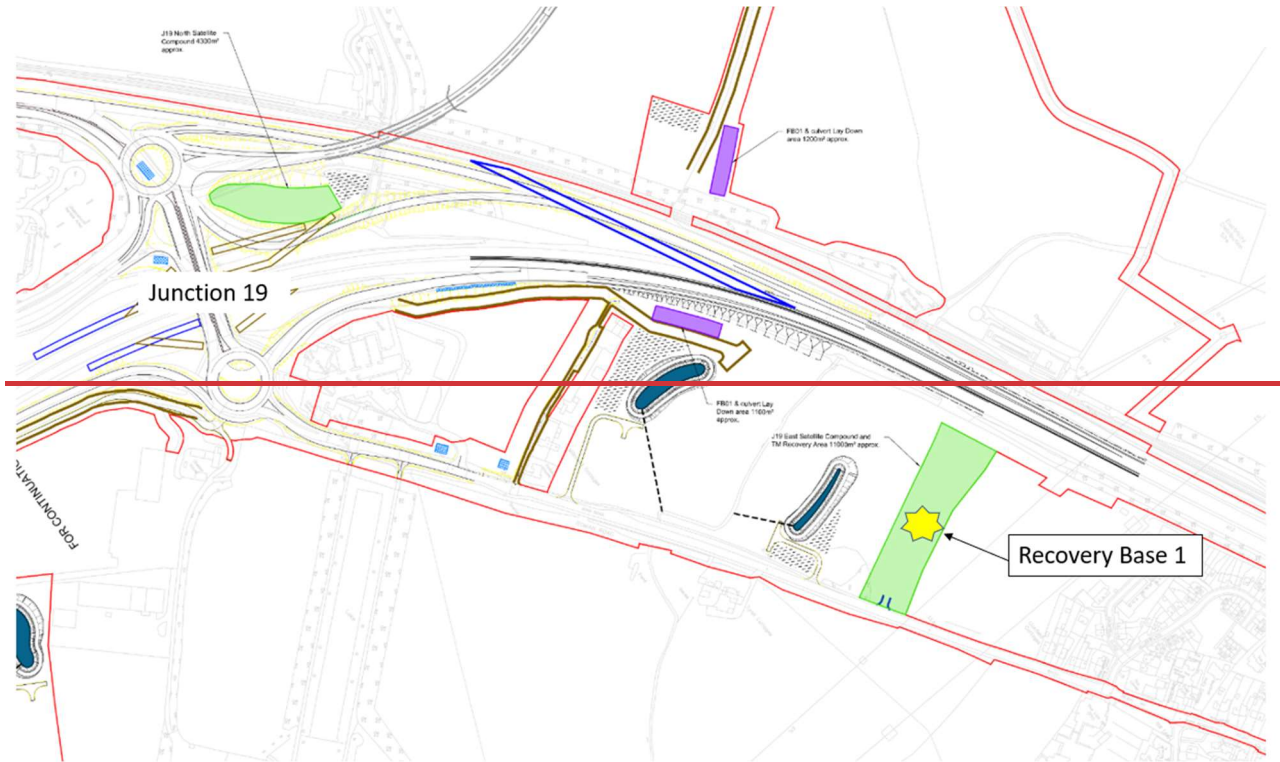 J19 North Satellite
Compound 4300m²
approx.
FB01 & culvert Lay Down
area 1200m² approx.
Junction 19
FB01 & culvert Lay
Down area 1100m²
approx.
J19 East Satellite Compound and
TM Recovery Area 11000m² approx.
FOR CONTINUATI
Recovery Base 1